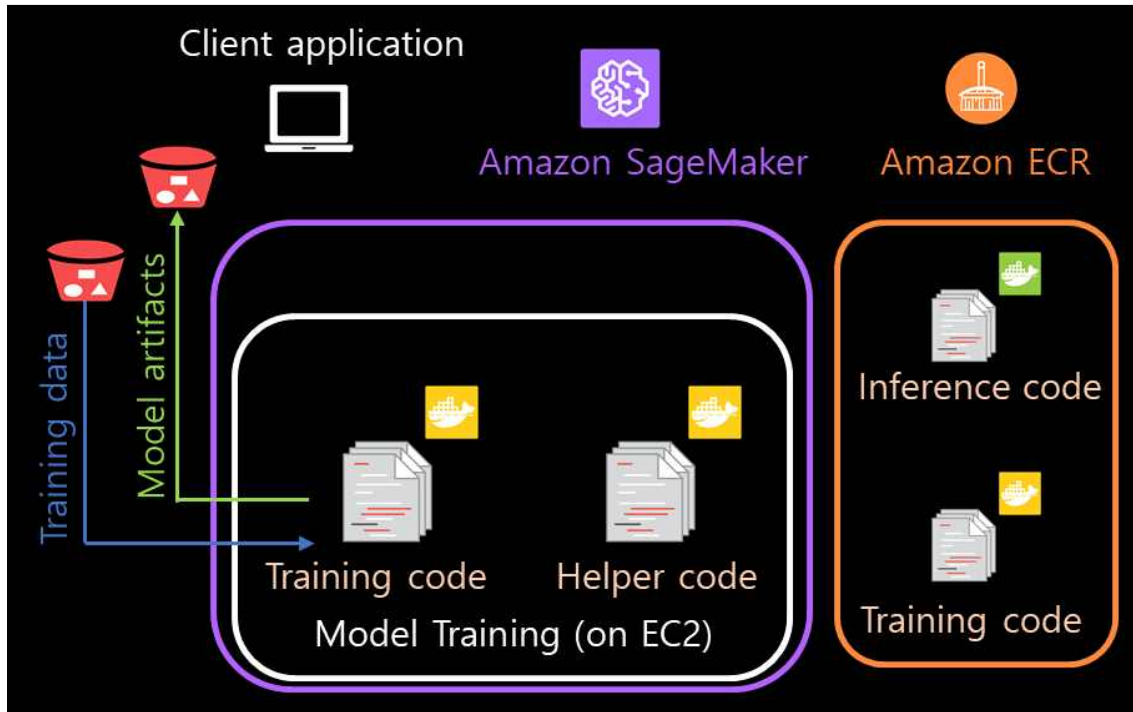 Client application
Amazon SageMaker
Amazon ECR
Training data
Model artifacts
Inference code
Training code
Helper code
Training code
Model Training (on EC2)